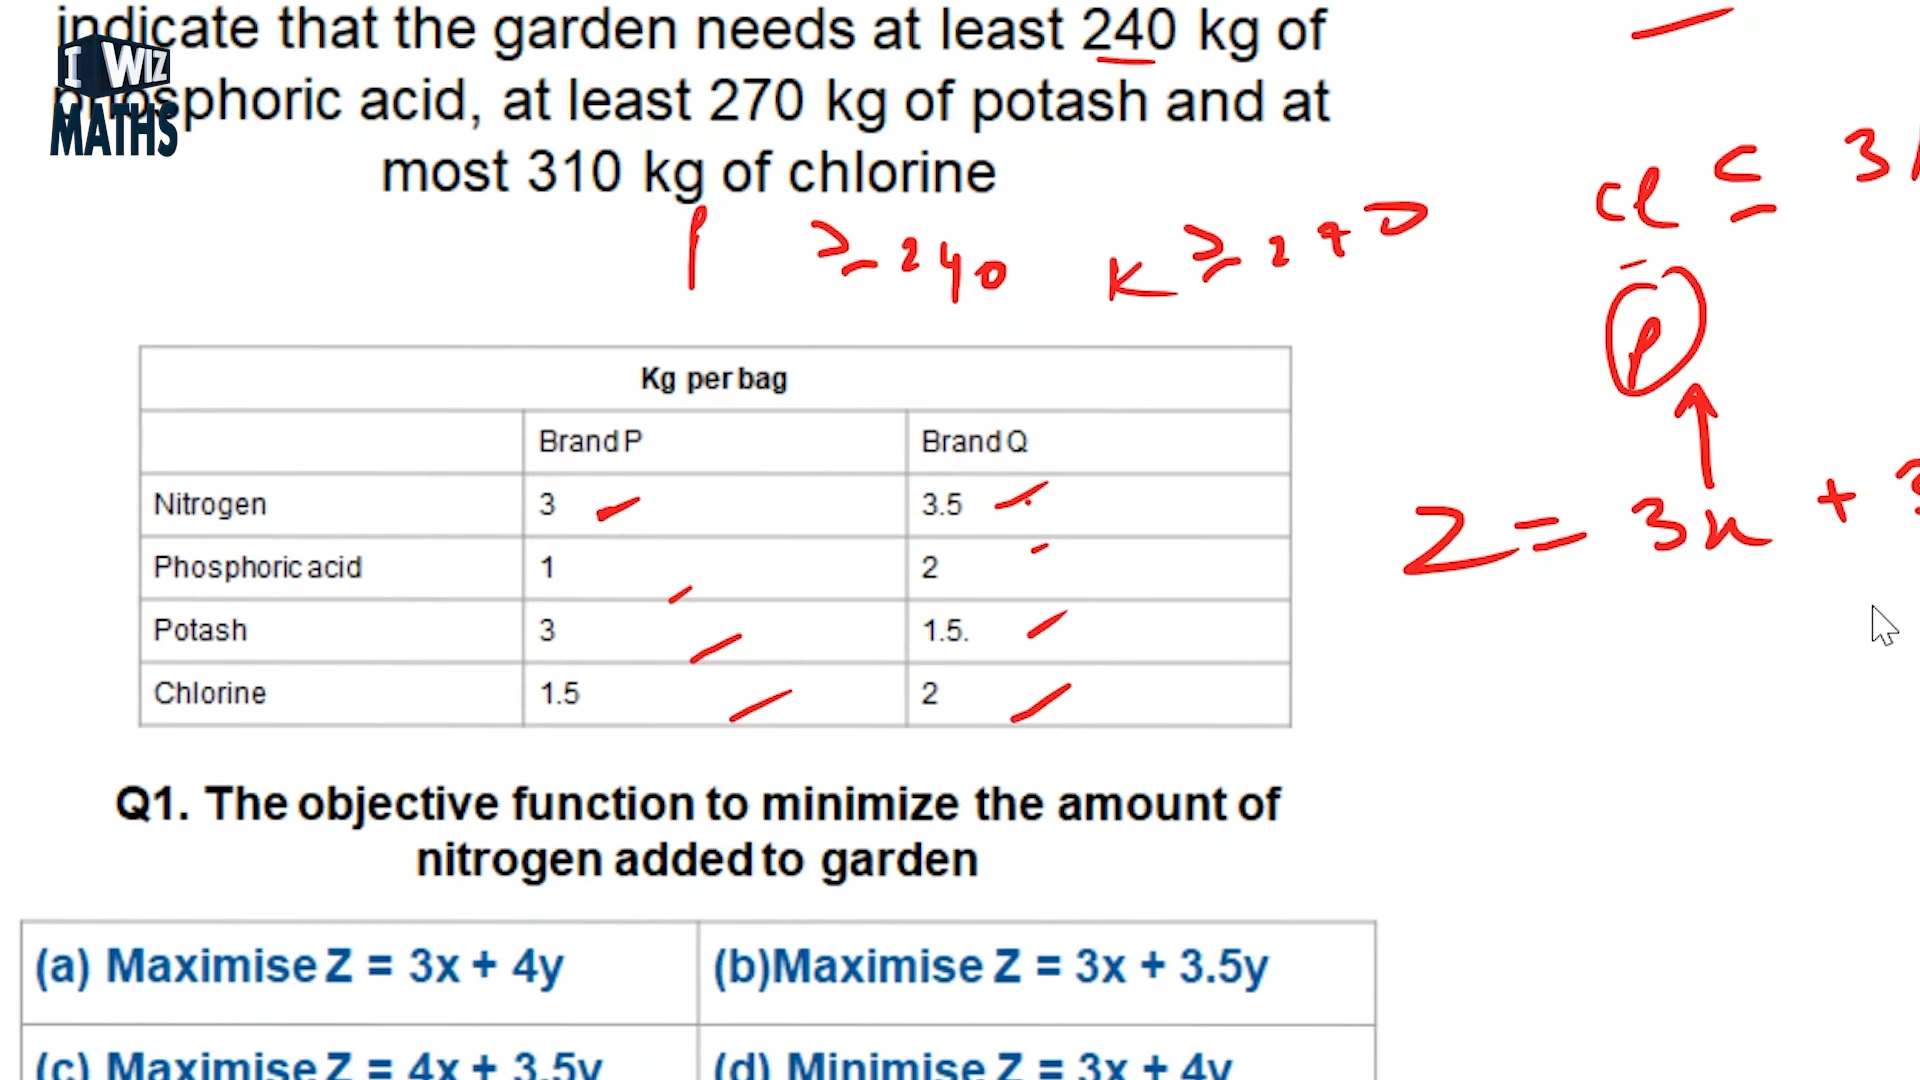 indicate that the garden needs at least 240 kg of
phosphoric acid, at least 270 kg of potash and at
most 310 kg of chlorine
I WIZ
MATHS
P ≥ 240 K ≥ 270
Cl ≤ 3
P
Z = 3x +
Kg per bag
Brand P Brand Q
Nitrogen 3 3.5
Phosphoric acid 1 2
Potash 3 1.5.
Chlorine 1.5 2
Q1. The objective function to minimize the amount of
nitrogen added to garden
(a) Maximise Z = 3x + 4y (b)Maximise Z = 3x + 3.5y
(c) Maximise Z = 4x + 3.5y (d) Minimise Z = 3x + 4y